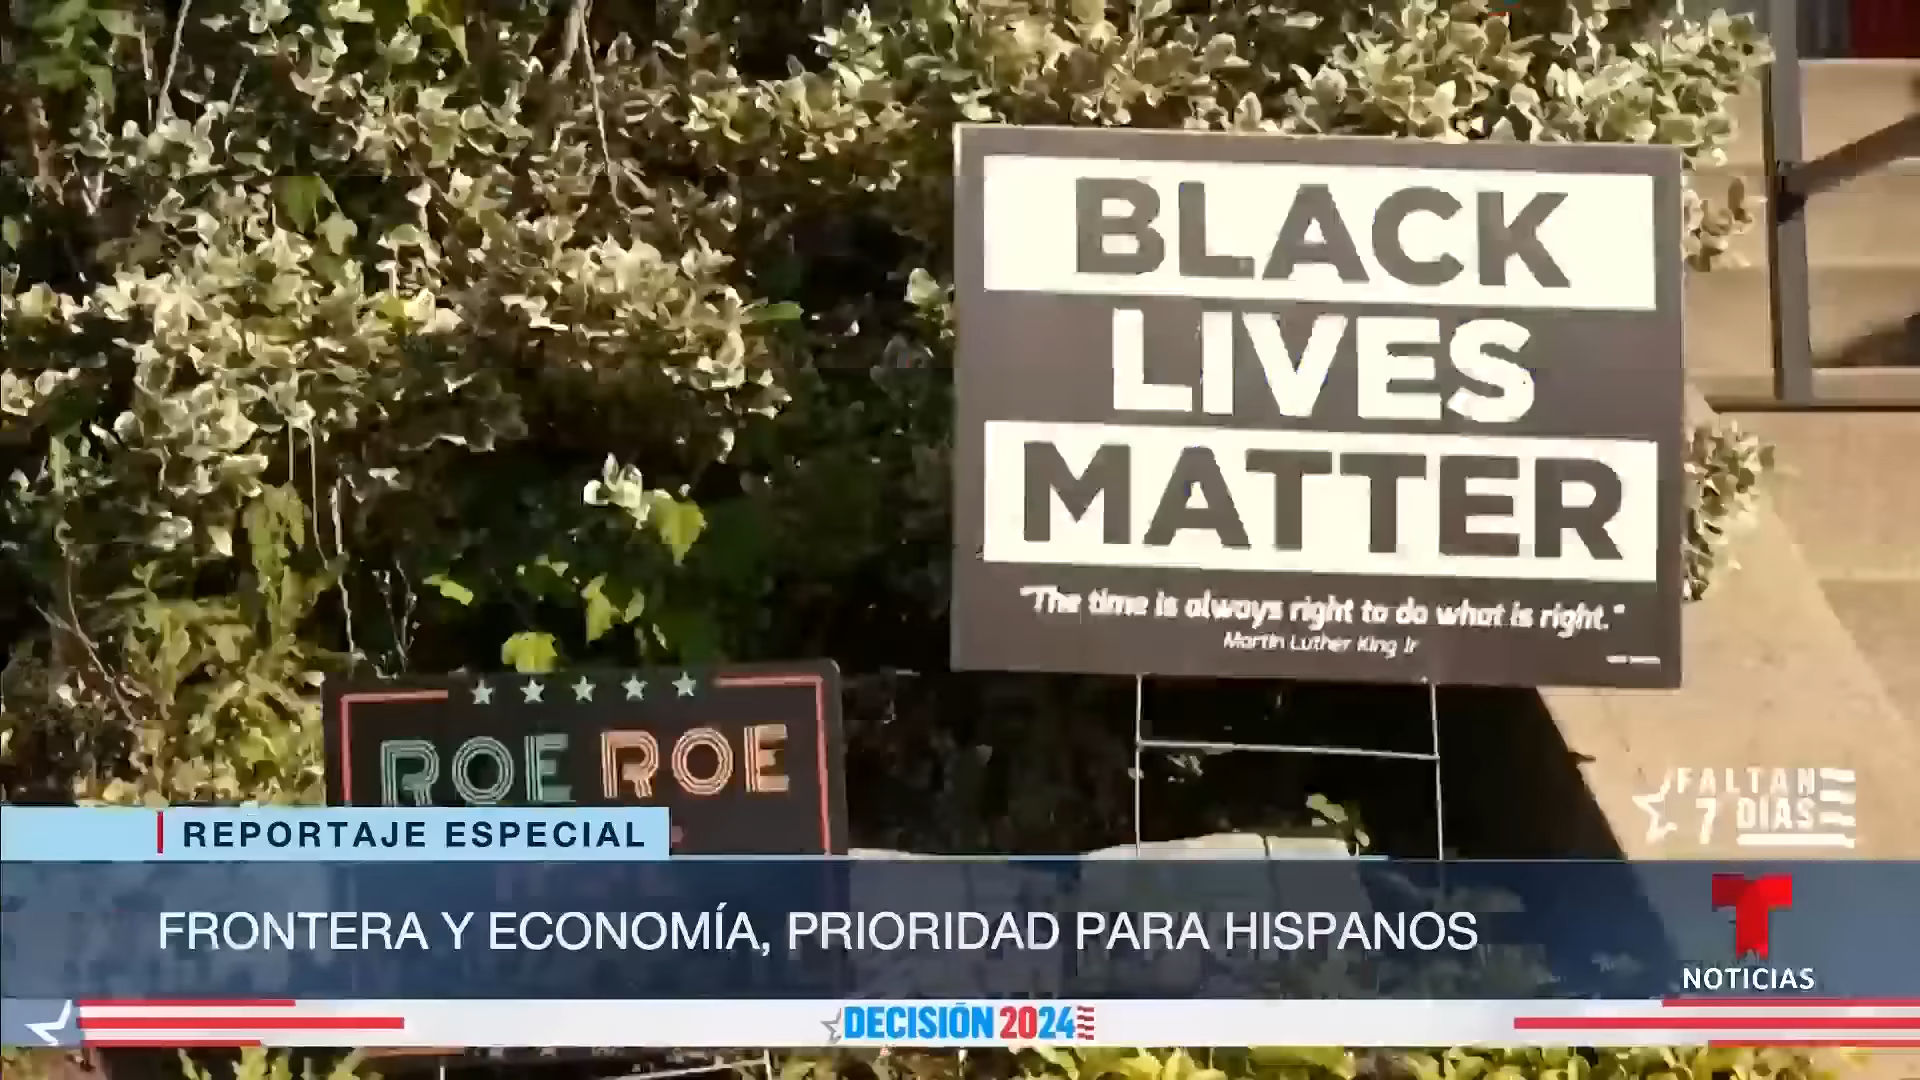 BLACK
LIVES
MATTER
"The time is always right to do what is right."
Martin Luther King Jr
ROE ROE
FALTAN
7 DÍAS
REPORTAJE ESPECIAL
FRONTERA Y ECONOMÍA, PRIORIDAD PARA HISPANOS
NOTICIAS
DECISIÓN 2024